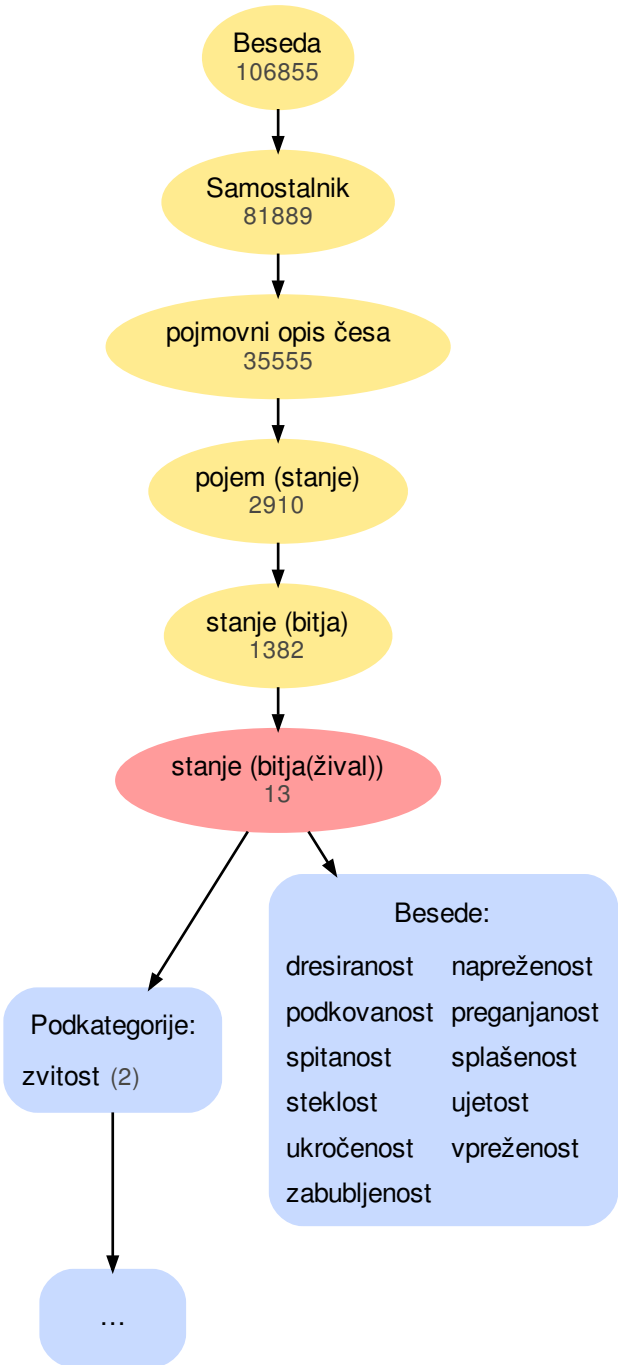 Beseda
106855
Samostalnik
81889
pojmovni opis česa
35555
pojem (stanje)
2910
stanje (bitja)
1382
stanje (bitja(žival))
13
Podkategorije:
zvitost (2)
...
Besede:
dresiranost napreženost
podkovanost preganjanost
spitanost splašenost
steklost ujetost
ukročenost vpreženost
zabubljenost